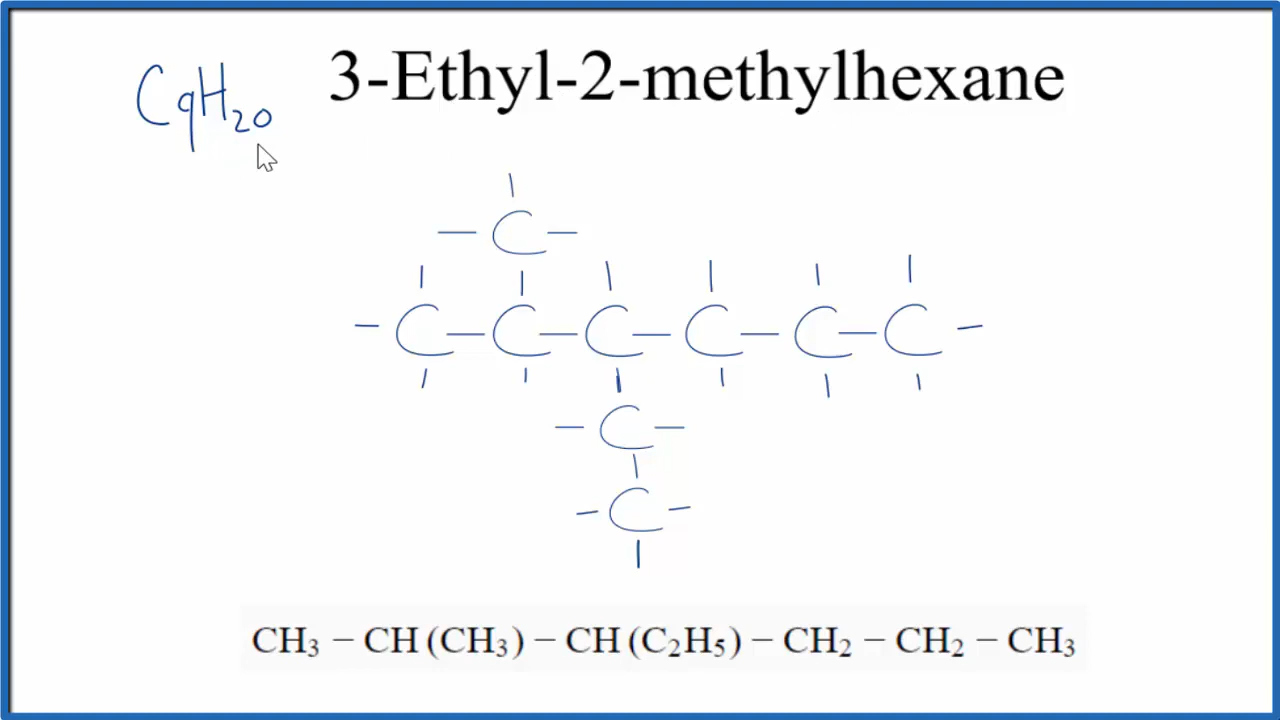 C₉H₂₀ 3-Ethyl-2-methylhexane
C
C – C – C – C – C – C
C
C
CH₃ − CH (CH₃) − CH (C₂H₅) − CH₂ − CH₂ − CH₃